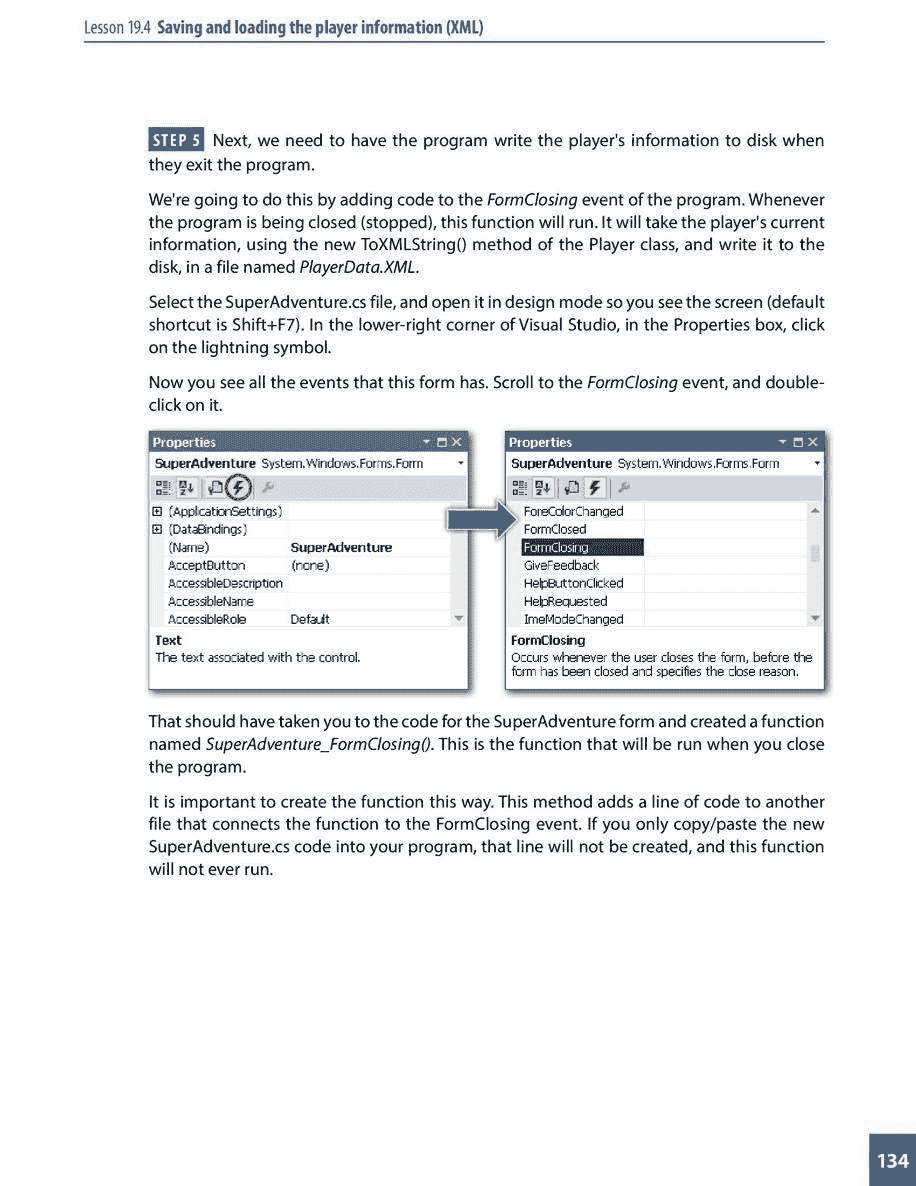 Lesson 19.4 Saving and loading the player information (XML)
STEP 5 Next, we need to have the program write the player's information to disk when
they exit the program.
We're going to do this by adding code to the FormClosing event of the program. Whenever
the program is being closed (stopped), this function will run. It will take the player's current
information, using the new ToXMLString() method of the Player class, and write it to the
disk, in a file named PlayerData.XML.
Select the SuperAdventure.cs file, and open it in design mode so you see the screen (default
shortcut is Shift+F7). In the lower-right corner of Visual Studio, in the Properties box, click
on the lightning symbol.
Now you see all the events that this form has. Scroll to the FormClosing event, and double-
click on it.
Properties
SuperAdventure System.Windows.Forms.Form
(ApplicationSettings)
(DataBindings)
(Name) SuperAdventure
AcceptButton (none)
AccessibleDescription
AccessibleName
AccessibleRole Default
Text
The text associated with the control.
Properties
SuperAdventure System.Windows.Forms.Form
ForeColorChanged
FormClosed
FormClosing
GiveFeedback
HelpButtonClicked
HelpRequested
ImeModeChanged
FormClosing
Occurs whenever the user closes the form, before the
form has been closed and specifies the close reason.
That should have taken you to the code for the SuperAdventure form and created a function
named SuperAdventure_FormClosing(). This is the function that will be run when you close
the program.
It is important to create the function this way. This method adds a line of code to another
file that connects the function to the FormClosing event. If you only copy/paste the new
SuperAdventure.cs code into your program, that line will not be created, and this function
will not ever run.
134